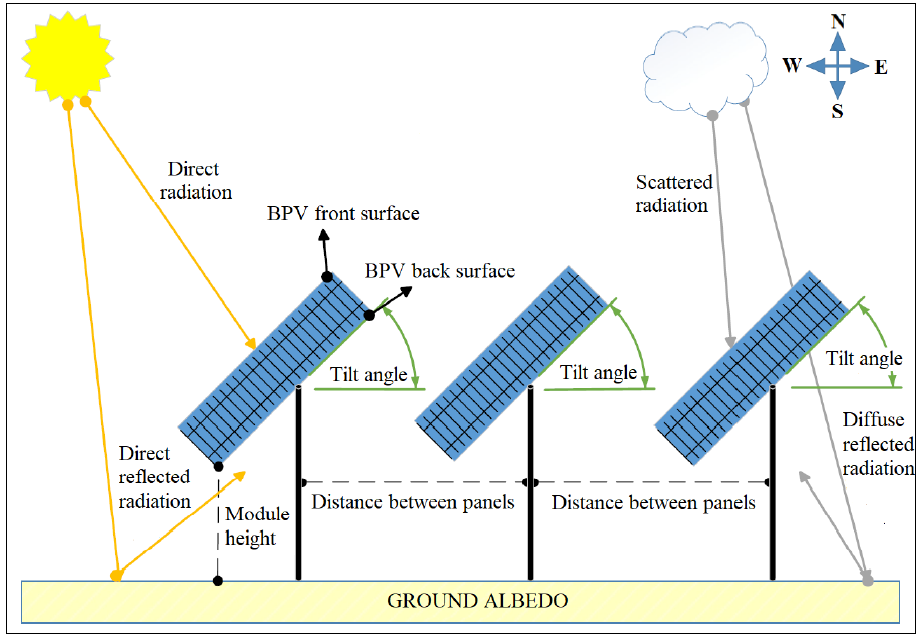 N
W
E
S
Direct
radiation
Scattered
radiation
BPV front surface
BPV back surface
Tilt angle
Tilt angle
Tilt angle
Direct
reflected
radiation
Module
height
Distance between panels
Distance between panels
Diffuse
reflected
radiation
GROUND ALBEDO